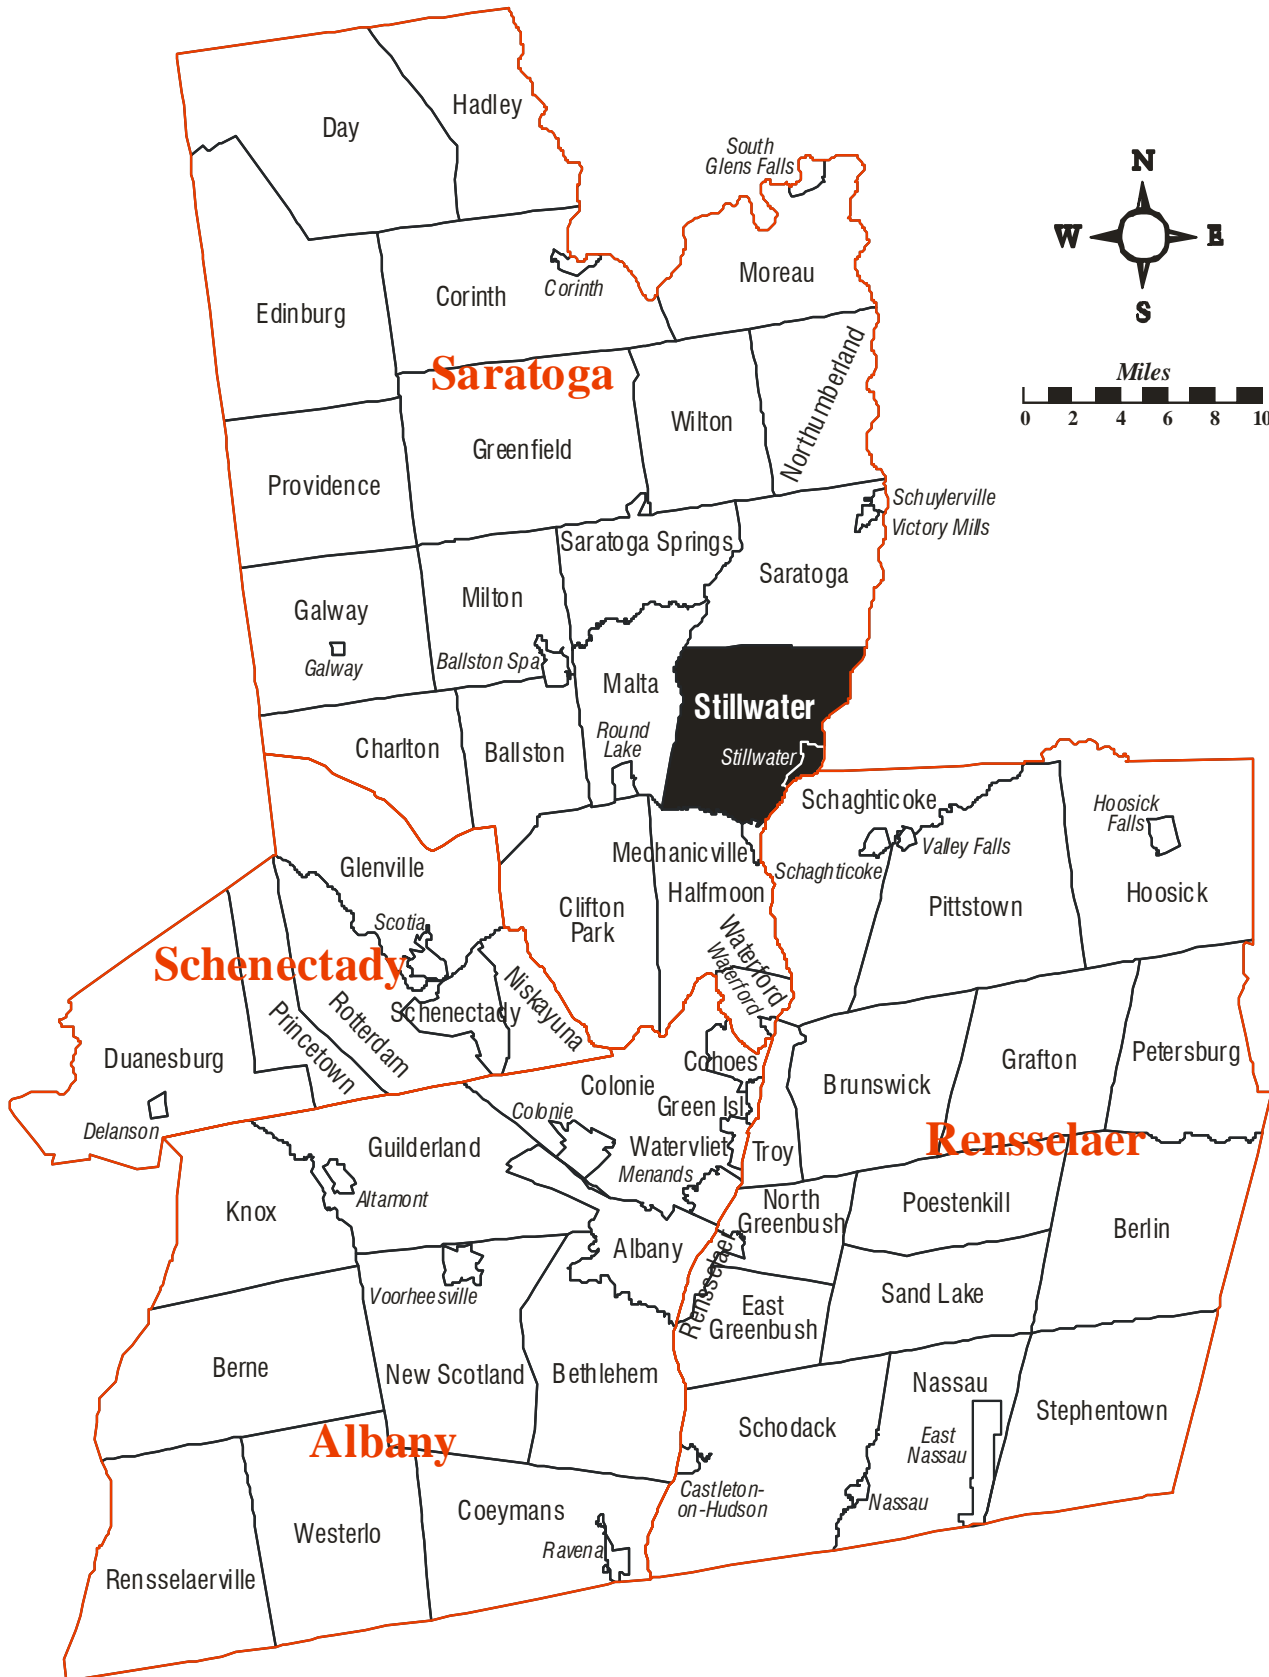 Hadley
Day
South
Glens Falls
N
W
E
S
Moreau
Corinth
Corinth
Edinburg
Saratoga
Miles
0 2 4 6 8 10
Northumberland
Wilton
Greenfield
Providence
Schuylerville
Victory Mills
Saratoga Springs
Saratoga
Milton
Galway
Galway
Ballston Spa
Malta
Stillwater
Round
Lake
Stillwater
Charlton
Ballston
Schaghticoke
Hoosick
Falls
Mechanicville
Valley Falls
Schaghticoke
Glenville
Halfmoon
Hoosick
Pittstown
Clifton
Park
Scotia
Waterford
Waterford
Schenectady
Niskayuna
Schenectady
Rotterdam
Princetown
Duanesburg
Cohoes
Colonie
Brunswick
Grafton
Petersburg
Green Isl
Colonie
Delanson
Rensselaer
Guilderland
Watervliet
Troy
Menands
Altamont
Knox
North
Greenbush
Poestenkill
Berlin
Albany
Rensselaer
Voorheesville
Sand Lake
East
Greenbush
Berne
New Scotland
Bethlehem
Nassau
Stephentown
Schodack
East
Nassau
Albany
Castleton-
on-Hudson
Nassau
Coeymans
Westerlo
Ravena
Rensselaerville